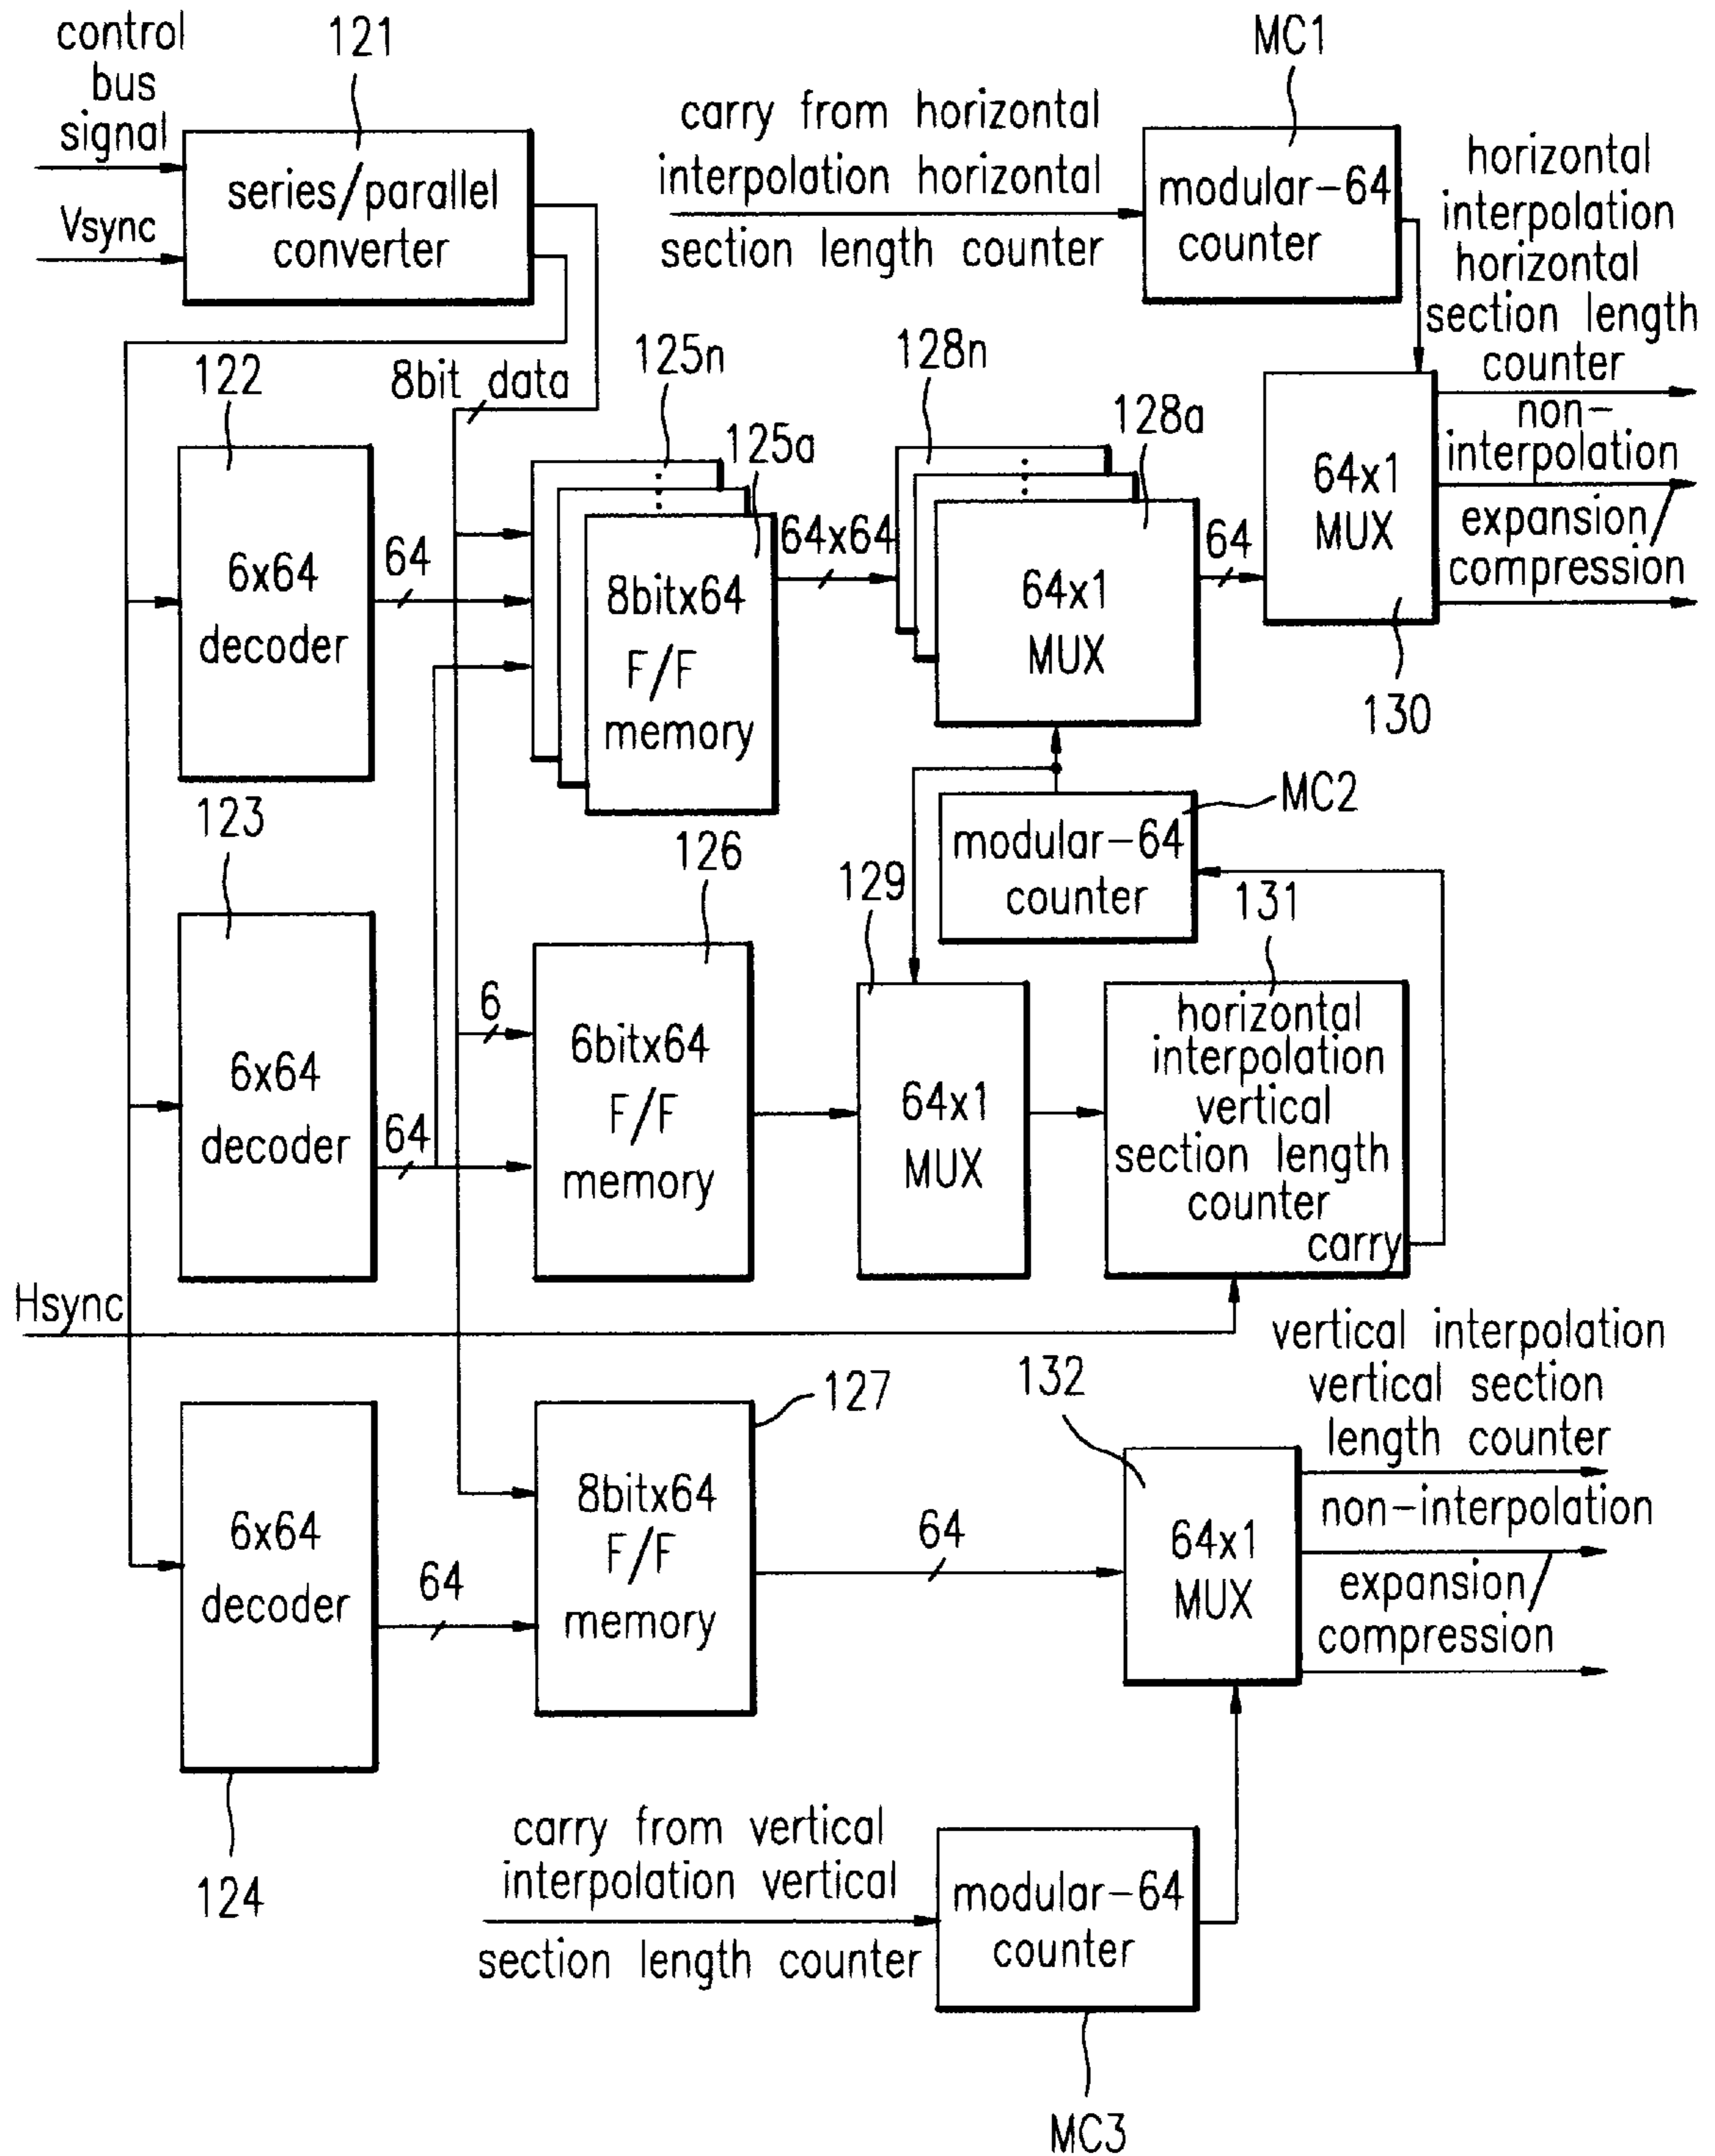 control
bus
signal
Vsync
121
series/parallel
converter
carry from horizontal
interpolation horizontal
section length counter
MC1
modular-64
counter
horizontal
interpolation
horizontal
section length
counter
non-
interpolation
expansion/
compression
122
6x64
decoder
64
8bit data
125n
125a
8bitx64
F/F
memory
64x64
128n
128a
64x1
MUX
64
64x1
MUX
130
123
6x64
decoder
64
126
6
6bitx64
F/F
memory
129
64x1
MUX
MC2
modular-64
counter
131
horizontal
interpolation
vertical
section length
counter
carry
Hsync
124
6x64
decoder
64
127
8bitx64
F/F
memory
64
132
64x1
MUX
vertical interpolation
vertical section
length counter
non-interpolation
expansion/
compression
carry from vertical
interpolation vertical
section length counter
modular-64
counter
MC3